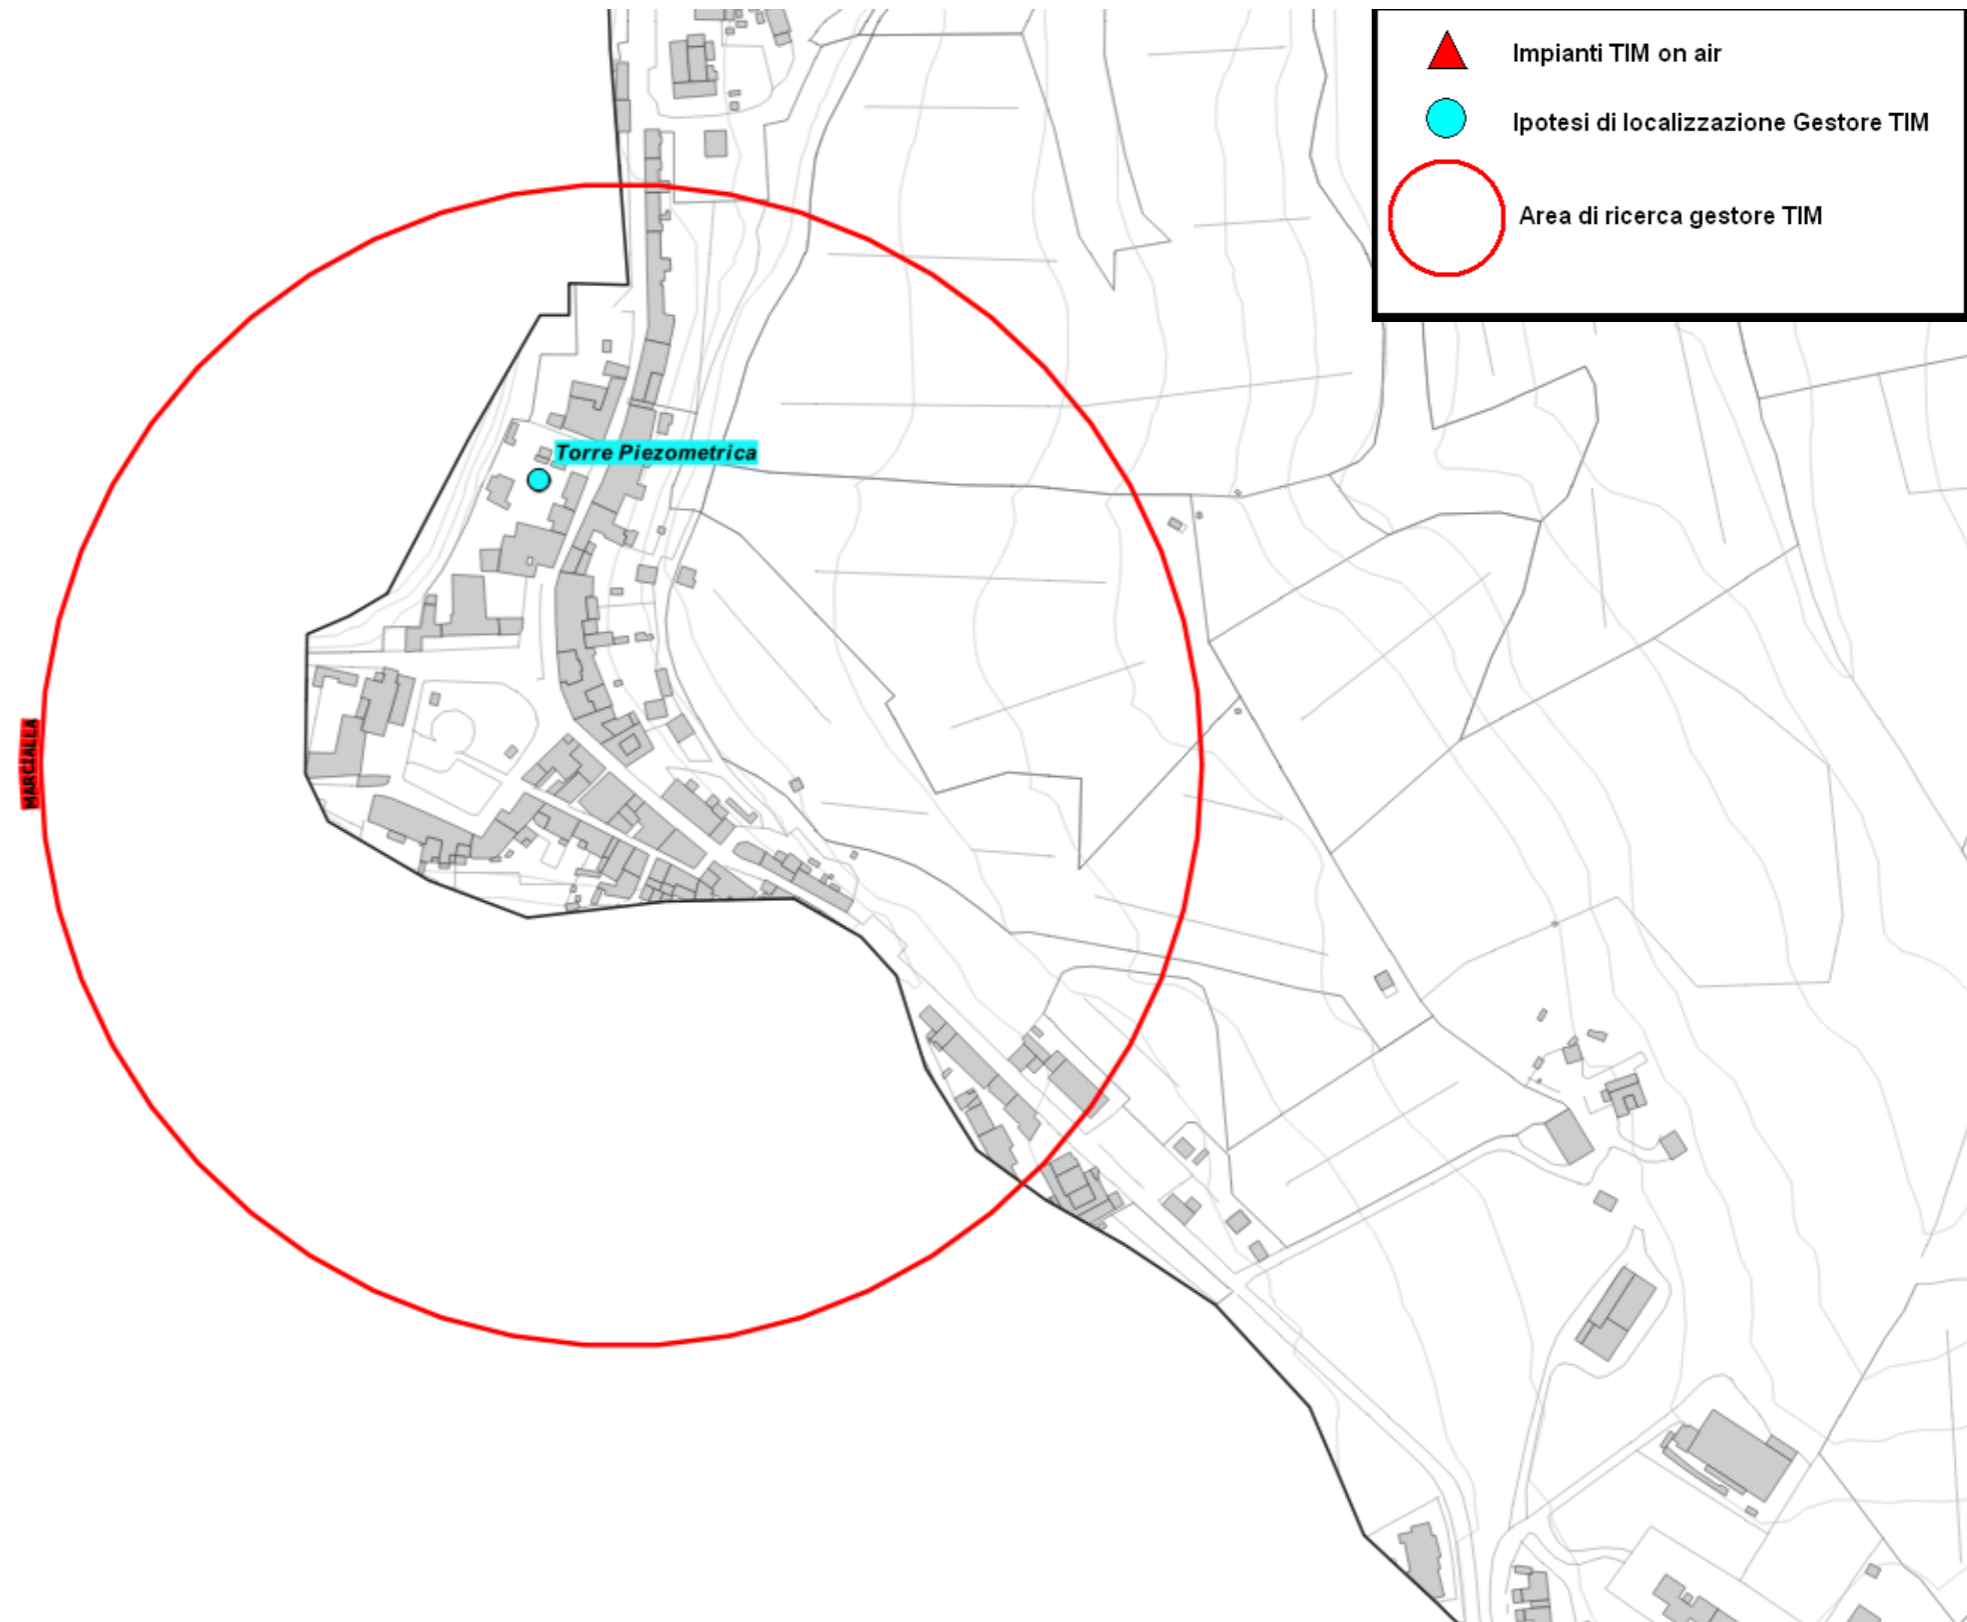 Impianti TIM on air
Ipotesi di localizzazione Gestore TIM
Area di ricerca gestore TIM
Torre Piezometrica
MARCIALLA